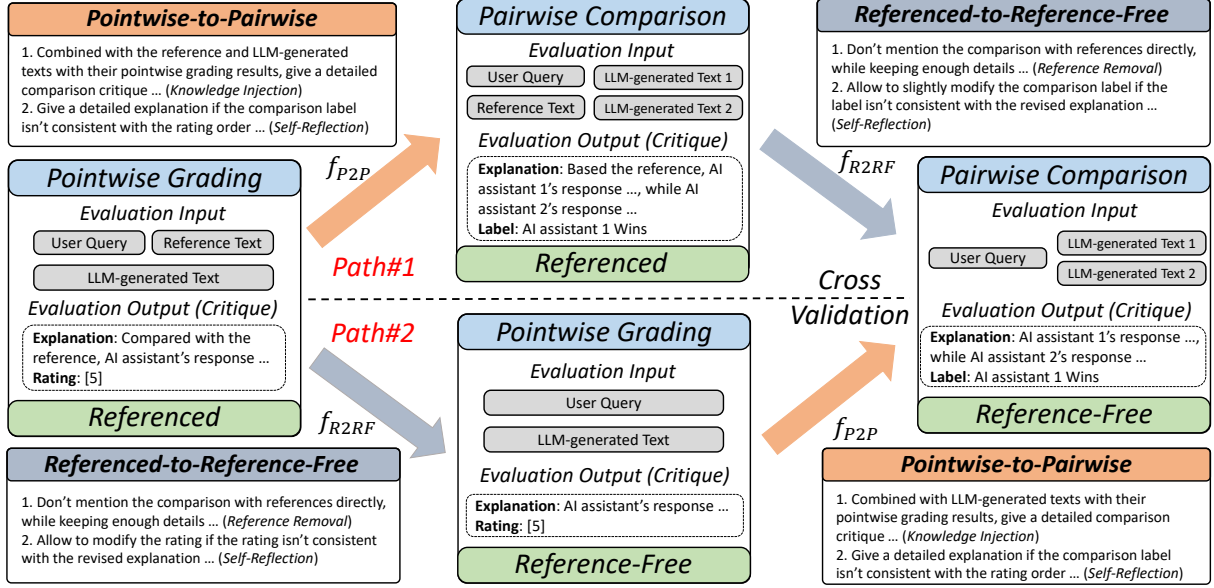 Pointwise-to-Pairwise
1. Combined with the reference and LLM-generated
texts with their pointwise grading results, give a detailed
comparison critique … (Knowledge Injection)
2. Give a detailed explanation if the comparison label
isn't consistent with the rating order … (Self-Reflection)
Pairwise Comparison
Evaluation Input
User Query
LLM-generated Text 1
Reference Text
LLM-generated Text 2
Evaluation Output (Critique)
Explanation: Based the reference, AI
assistant 1's response …, while AI
assistant 2's response …
Label: AI assistant 1 Wins
Referenced
Referenced-to-Reference-Free
1. Don't mention the comparison with references directly,
while keeping enough details … (Reference Removal)
2. Allow to slightly modify the comparison label if the
label isn't consistent with the revised explanation …
(Self-Reflection)
f_{P2P}
f_{R2RF}
Pointwise Grading
Evaluation Input
User Query
Reference Text
LLM-generated Text
Evaluation Output (Critique)
Explanation: Compared with the
reference, AI assistant's response …
Rating: [5]
Referenced
Path#1
Path#2
Cross
Validation
Pairwise Comparison
Evaluation Input
User Query
LLM-generated Text 1
LLM-generated Text 2
Evaluation Output (Critique)
Explanation: AI assistant 1's response …,
while AI assistant 2's response …
Label: AI assistant 1 Wins
Reference-Free
f_{R2RF}
f_{P2P}
Pointwise Grading
Evaluation Input
User Query
LLM-generated Text
Evaluation Output (Critique)
Explanation: AI assistant's response …
Rating: [5]
Reference-Free
Referenced-to-Reference-Free
1. Don't mention the comparison with references directly,
while keeping enough details … (Reference Removal)
2. Allow to modify the rating if the rating isn't consistent
with the revised explanation … (Self-Reflection)
Pointwise-to-Pairwise
1. Combined with LLM-generated texts with their
pointwise grading results, give a detailed comparison
critique … (Knowledge Injection)
2. Give a detailed explanation if the comparison label
isn't consistent with the rating order … (Self-Reflection)